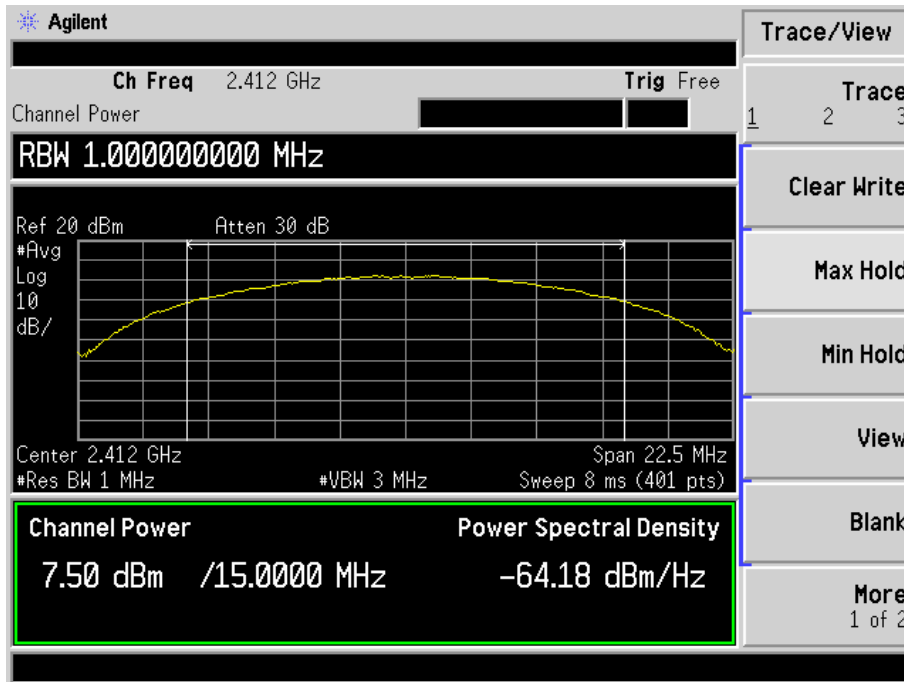 Agilent
Trace/View
Ch Freq 2.412 GHz Trig Free
Channel Power
Trace
1 2 3
RBW 1.000000000 MHz
Clear Write
Ref 20 dBm Atten 30 dB
#Avg
Log
10
dB/
Max Hold
Min Hold
View
Center 2.412 GHz Span 22.5 MHz
#Res BW 1 MHz #VBW 3 MHz Sweep 8 ms (401 pts)
Channel Power Power Spectral Density
7.50 dBm /15.0000 MHz -64.18 dBm/Hz
Blank
More
1 of 2